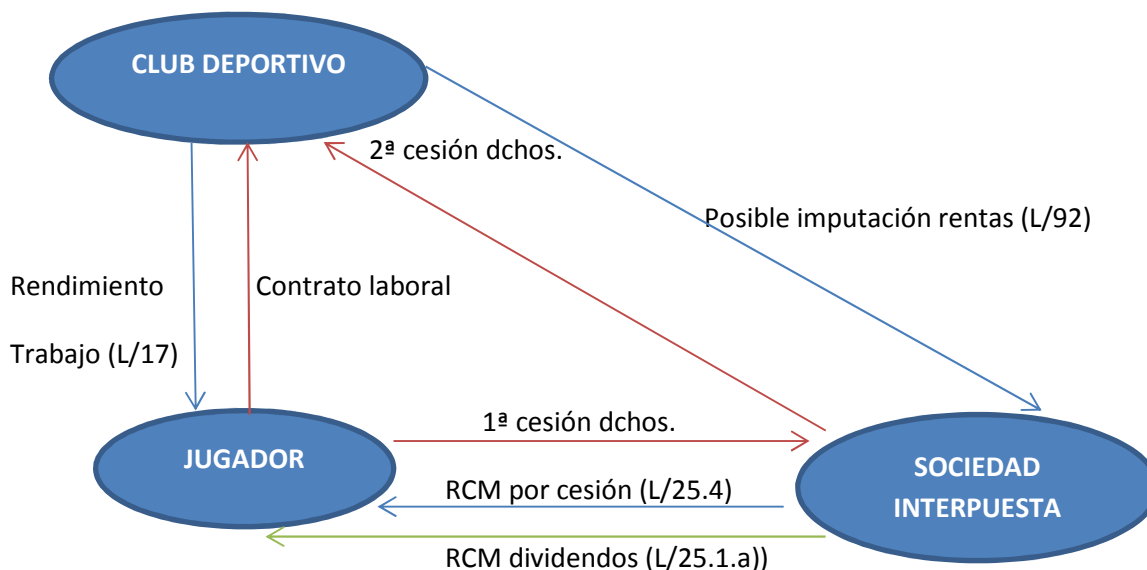 CLUB DEPORTIVO
2ª cesión dchos.
Posible imputación rentas (L/92)
Rendimiento
Trabajo (L/17)
Contrato laboral
1ª cesión dchos.
JUGADOR
SOCIEDAD
INTERPUESTA
RCM por cesión (L/25.4)
RCM dividendos (L/25.1.a))